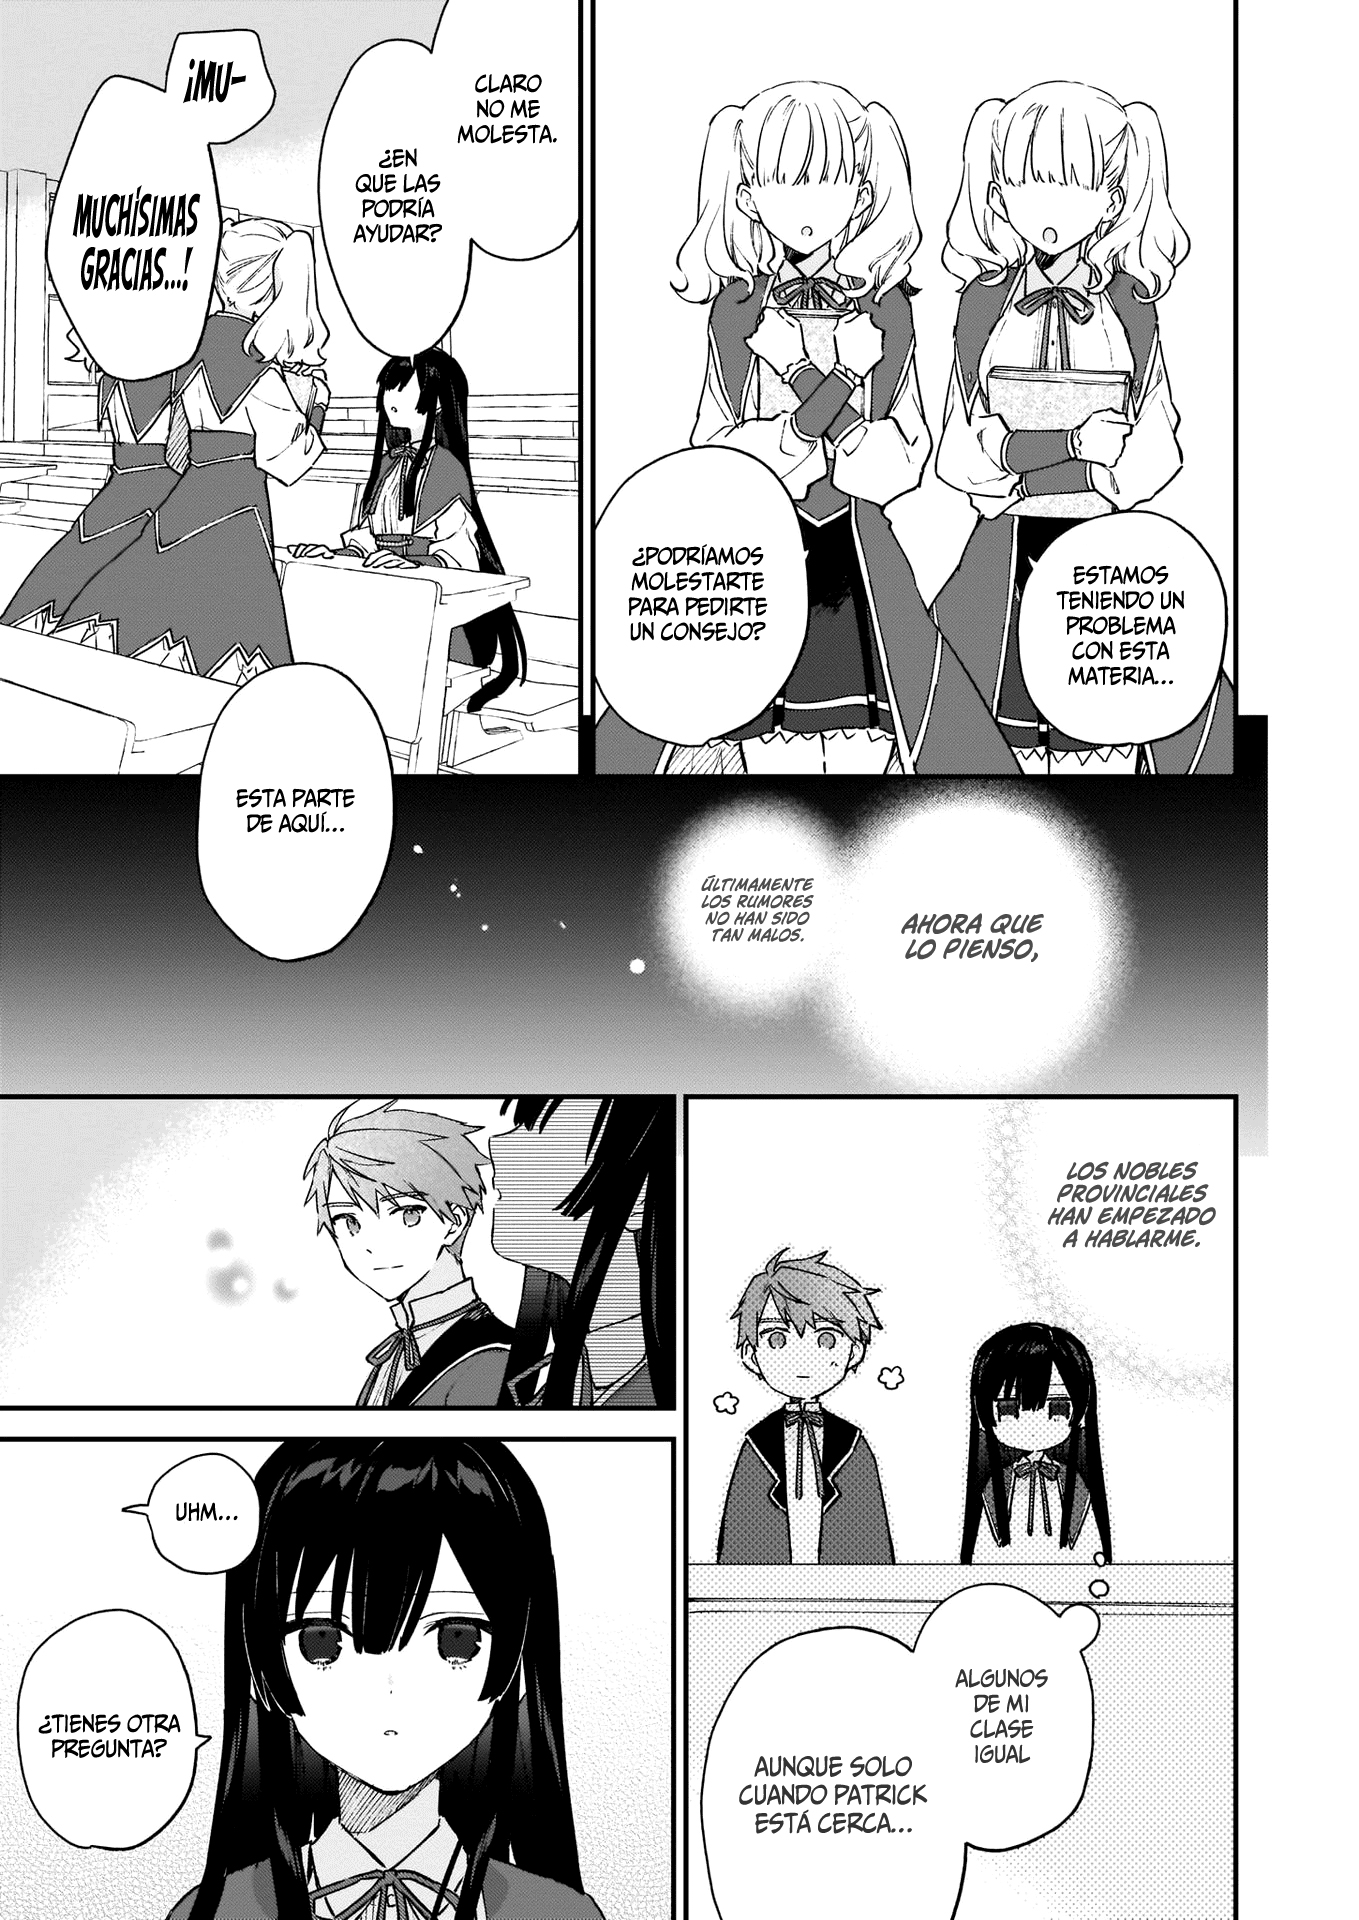 ESTAMOS
TENIENDO UN
PROBLEMA
CON ESTA
MATERIA...
¿PODRÍAMOS
MOLESTARTE
PARA PEDIRTE
UN CONSEJO?
CLARO
NO ME
MOLESTA.
¿EN
QUE LAS
PODRÍA
AYUDAR?
¡MU-
MUCHÍSIMAS
GRACIAS...!
ESTA PARTE
DE AQUÍ...
AHORA QUE
LO PIENSO,
ÚLTIMAMENTE
LOS RUMORES
NO HAN SIDO
TAN MALOS.
LOS NOBLES
PROVINCIALES
HAN EMPEZADO
A HABLARME.
ALGUNOS
DE MI
CLASE
IGUAL
AUNQUE SOLO
CUANDO PATRICK
ESTÁ CERCA...
UHM...
¿TIENES OTRA
PREGUNTA?